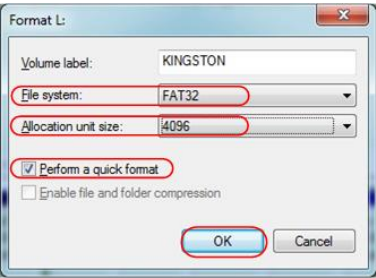 Format L:
Volume label: KINGSTON
File system: FAT32
Allocation unit size: 4096
Perform a quick format
Enable file and folder compression
OK Cancel